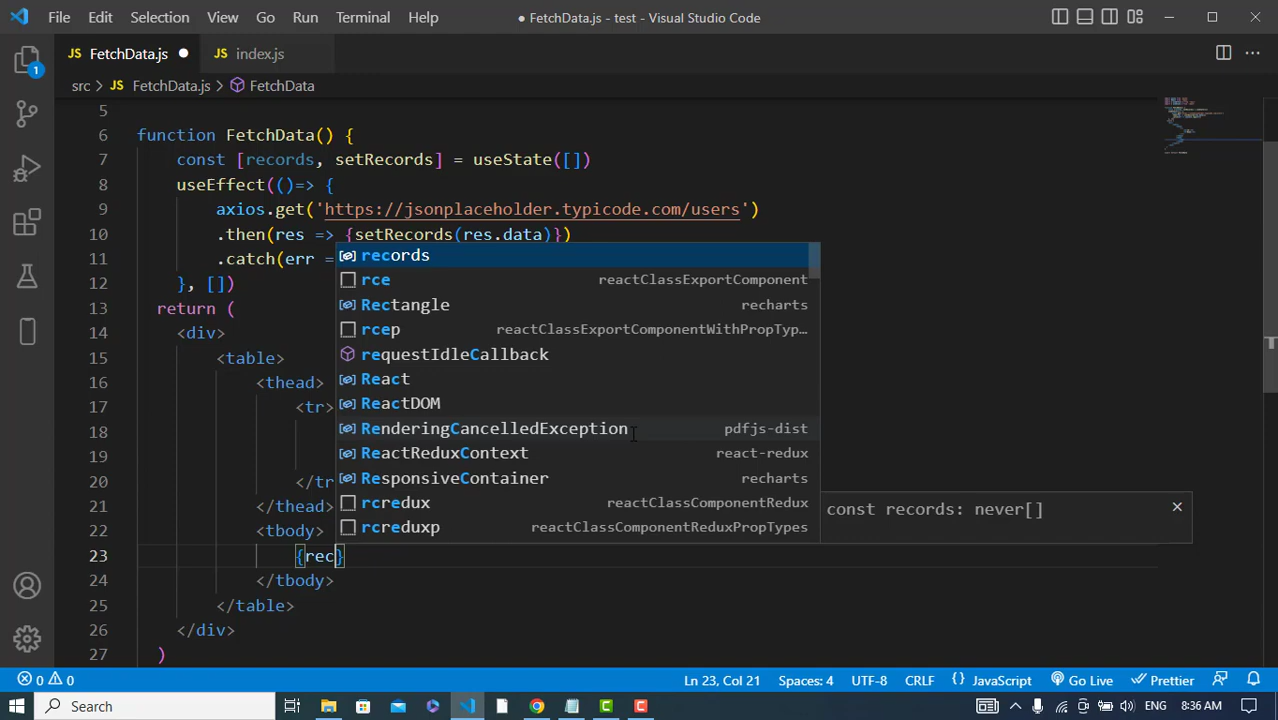 File Edit Selection View Go Run Terminal Help ● FetchData.js - test - Visual Studio Code
JS FetchData.js ● JS index.js
src > JS FetchData.js > FetchData
1
5
6 function FetchData() {
7 const [records, setRecords] = useState([])
8 useEffect(()=> {
9 axios.get('https://jsonplaceholder.typicode.com/users')
10 .then(res => {setRecords(res.data)})
11 .catch(err =
12 }, [])
13 return (
14 <div>
15 <table>
16 <thead>
17 <tr>
18
19
20 </tr
21 </thead>
22 <tbody>
23 {rec}
24 </tbody>
25 </table>
26 </div>
27 )
records
rce reactClassExportComponent
Rectangle recharts
rcep reactClassExportComponentWithPropTyp…
requestIdleCallback
React
ReactDOM
RenderingCancelledException pdfjs-dist
ReactReduxContext react-redux
ResponsiveContainer recharts
rcredux reactClassComponentRedux
rcreduxp reactClassComponentReduxPropTypes
const records: never[]
0 0 Ln 23, Col 21 Spaces: 4 UTF-8 CRLF {} JavaScript Go Live Prettier
Search 8:36 AM